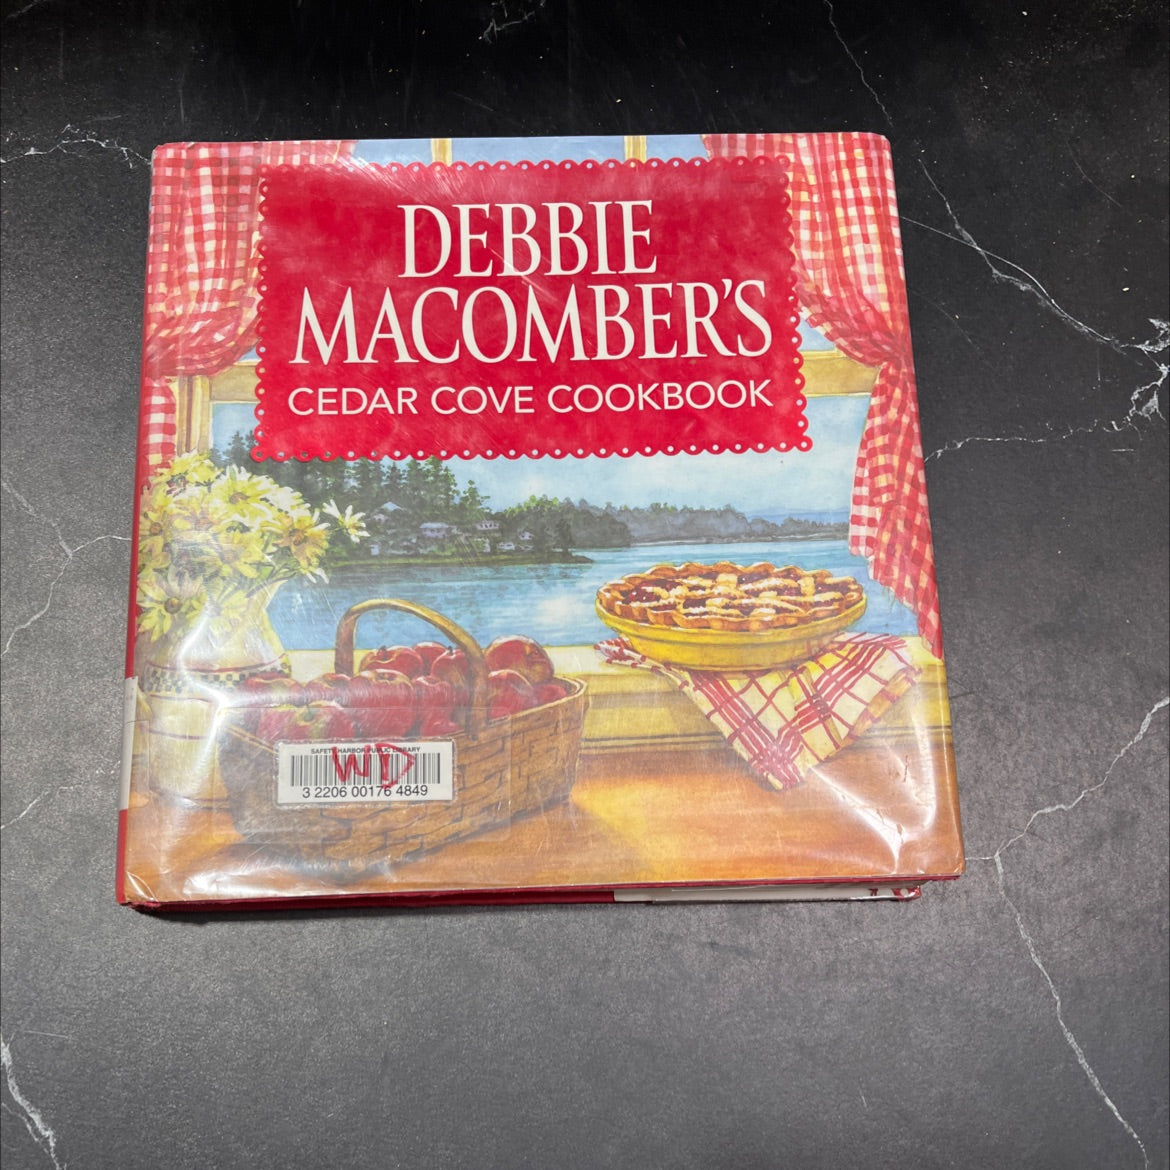 DEBBIE
MACOMBER'S
CEDAR COVE COOKBOOK
SAFETY HARBOR PUBLIC LIBRARY
WD
3 2206 00176 4849